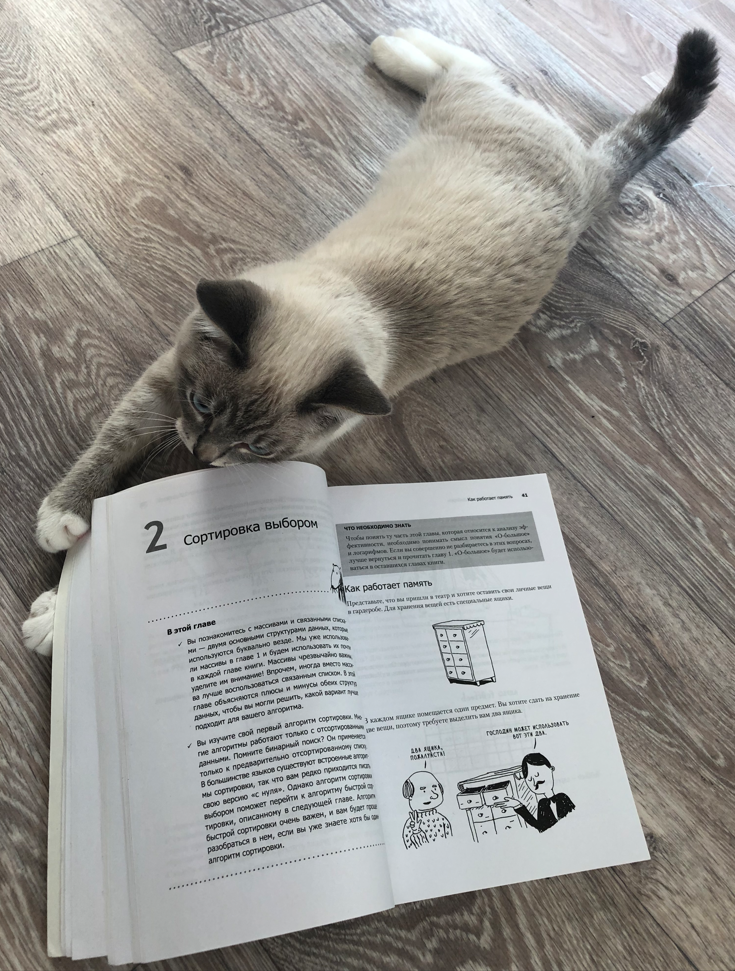 2 Сортировка выбором
В этой главе
✓ Вы познакомитесь с массивами и связанными списка-
ми — двумя основными структурами данных, которые
используются буквально везде. Мы уже использова-
ли массивы в главе 1 и будем использовать их почти
в каждой главе книги. Массивы чрезвычайно важны,
уделите им внимание! Впрочем, иногда вместо масси-
ва лучше воспользоваться связанным списком. В этой
главе объясняются плюсы и минусы обеих структур
данных, чтобы вы могли решить, какой вариант лучше
подходит для вашего алгоритма.
✓ Вы изучите свой первый алгоритм сортировки. Мно-
гие алгоритмы работают только с отсортированными
данными. Помните бинарный поиск? Он применяется
только к предварительно отсортированному списку.
В большинстве языков существуют встроенные алгорит-
мы сортировки, так что вам редко приходится писать
свою версию «с нуля». Однако алгоритм сортировки
выбором поможет перейти к алгоритму быстрой сор-
тировки, описанному в следующей главе. Алгоритм
быстрой сортировки очень важен, и вам будет проще
разобраться в нем, если вы уже знаете хотя бы один
алгоритм сортировки.
Как работает память 41
ЧТО НЕОБХОДИМО ЗНАТЬ
Чтобы понять ту часть этой главы, которая относится к анализу эф-
фективности, необходимо понимать смысл понятия «О-большое»
и логарифмов. Если вы совершенно не разбираетесь в этих вопросах,
лучше вернуться и прочитать главу 1. «О-большое» будет использо-
ваться в оставшихся главах книги.
Как работает память
Представьте, что вы пришли в театр и хотите оставить свои личные вещи
в гардеробе. Для хранения вещей есть специальные ящики.
В каждом ящике помещается один предмет. Вы хотите сдать на хранение
две вещи, поэтому требуете выделить вам два ящика.
ДВА ЯЩИКА,
ПОЖАЛУЙСТА!
ГОСПОДИН МОЖЕТ ИСПОЛЬЗОВАТЬ
ВОТ ЭТИ ДВА.